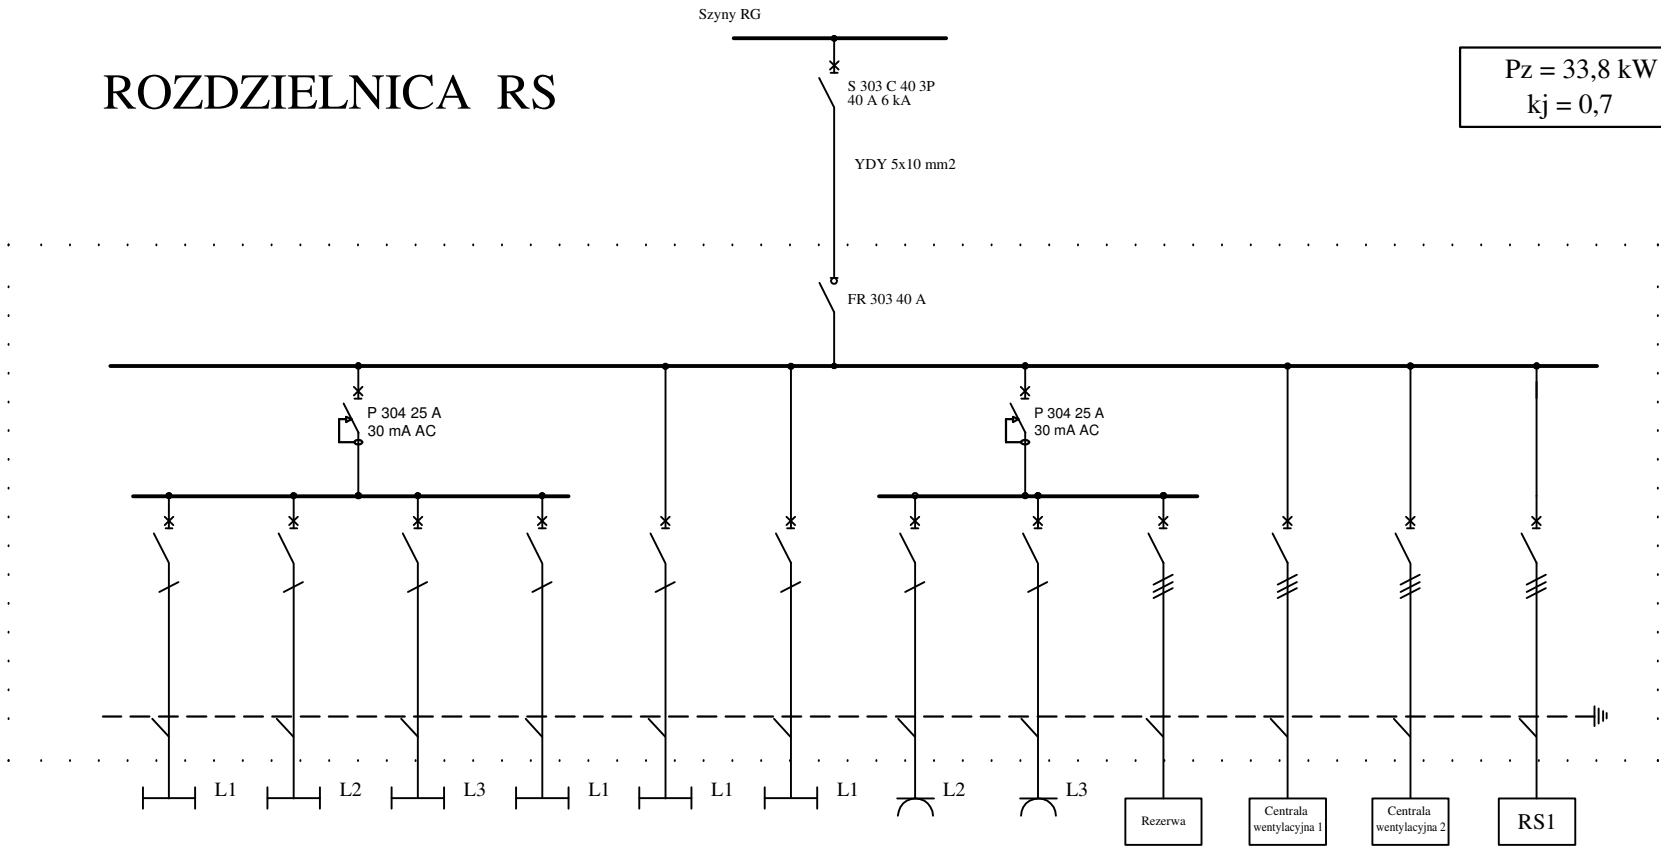 Szyny RG
ROZDZIELNICA RS
Pz = 33,8 kW
kj = 0,7
S 303 C 40 3P
40 A 6 kA
YDY 5x10 mm2
FR 303 40 A
P 304 25 A
30 mA AC
P 304 25 A
30 mA AC
L1
L2
L3
L1
L1
L1
L2
L3
Rezerwa
Centrala
wentylacyjna 1
Centrala
wentylacyjna 2
RS1